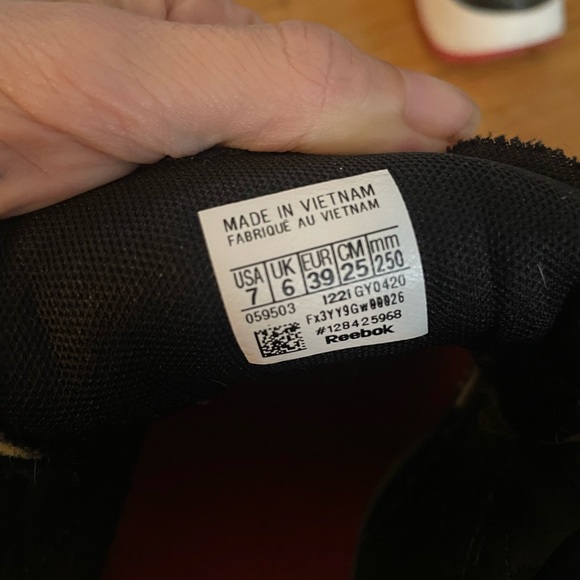 MADE IN VIETNAM
FABRIQUÉ AU VIETNAM
USA UK EUR CM mm
7 6 39 25 250
059503 1221 GY0420
Fx3YY9Gw00026
#128425968
Reebok